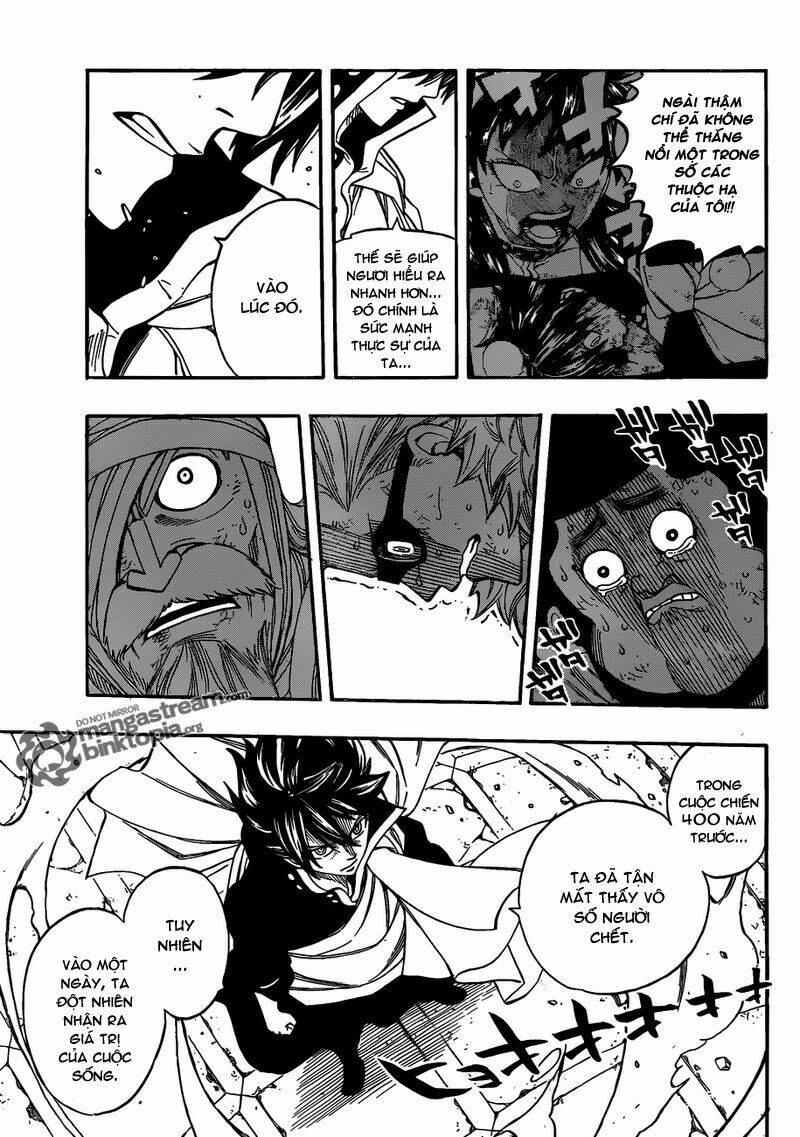 NGÀI THẬM
CHÍ ĐÃ KHÔNG
THỂ THẮNG
NỔI MỘT TRONG
SỐ CÁC
THUỘC HẠ
CỦA TÔI!!
THẾ SẼ GIÚP
NGƯƠI HIỂU RA
NHANH HƠN...
ĐÓ CHÍNH LÀ
SỨC MẠNH
THỰC SỰ CỦA
TA...
VÀO
LÚC ĐÓ.
DO NOT MIRROR
mangastream.com
binktopia.org
TRONG
CUỘC CHIẾN
400 NĂM
TRƯỚC...
TA ĐÃ TẬN
MẮT THẤY VÔ
SỐ NGƯỜI
CHẾT.
TUY
NHIÊN
...
VÀO MỘT
NGÀY, TA
ĐỘT NHIÊN
NHẬN RA
GIÁ TRỊ
CỦA CUỘC
SỐNG.